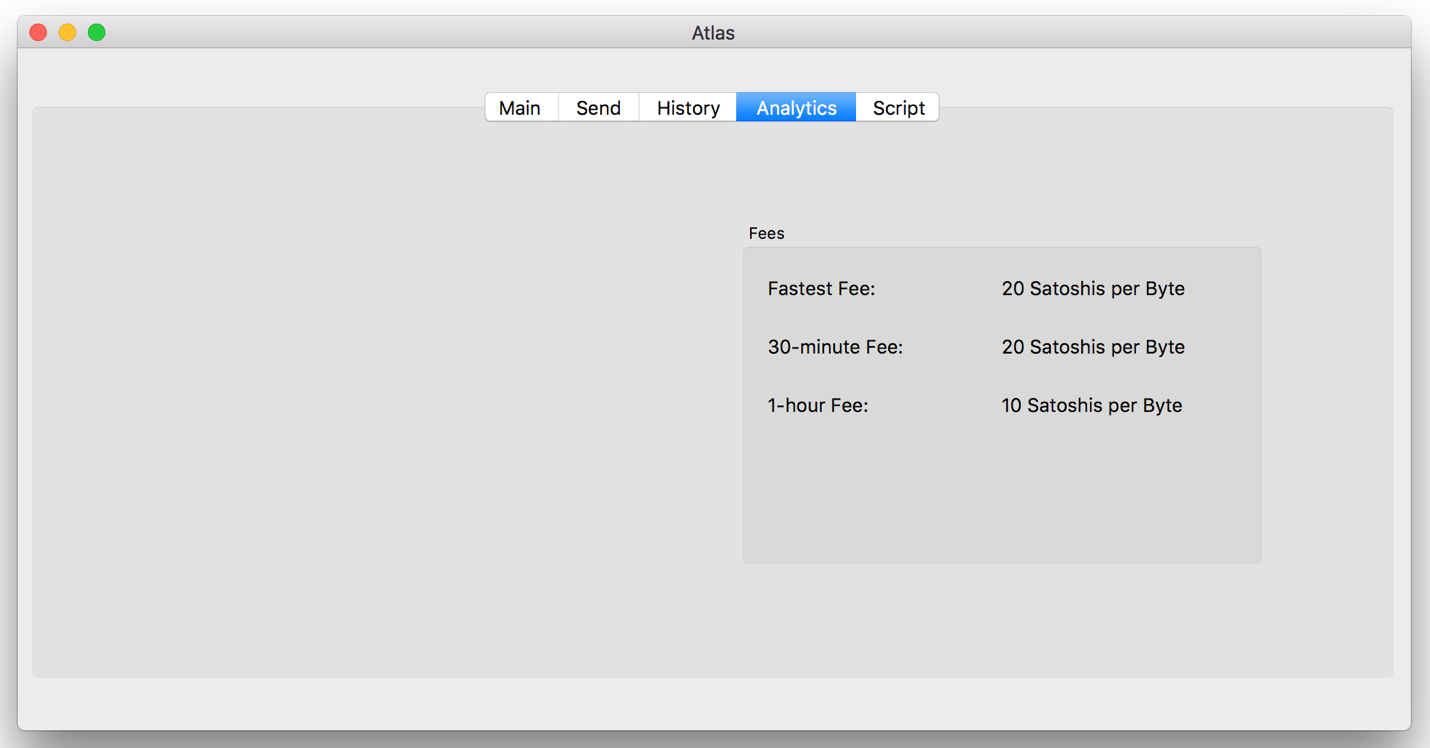 Atlas
Main Send History Analytics Script
Fees
Fastest Fee: 20 Satoshis per Byte
30-minute Fee: 20 Satoshis per Byte
1-hour Fee: 10 Satoshis per Byte